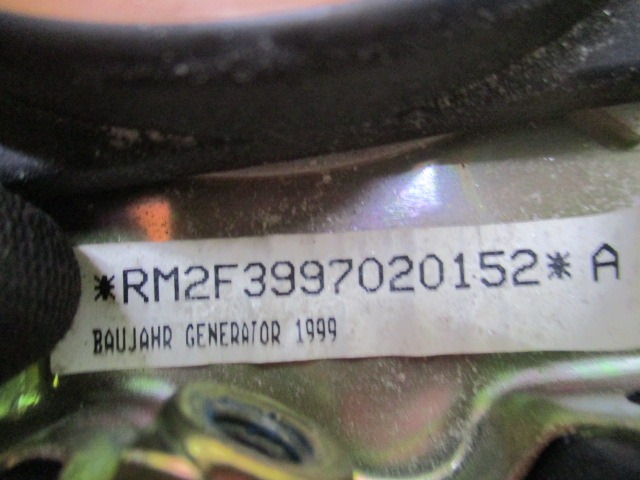 *RM2F3997020152* A
BAUJAHR GENERATOR 1999